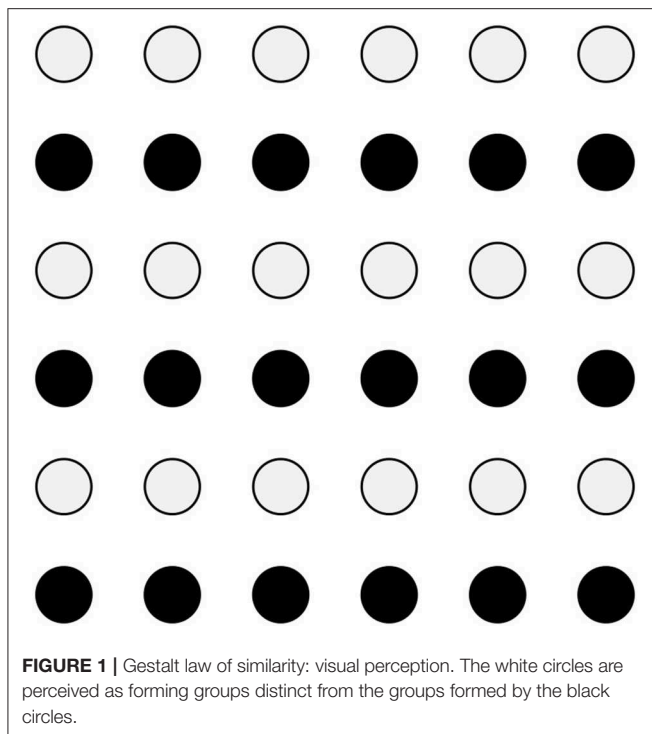 FIGURE 1 | Gestalt law of similarity: visual perception. The white circles are
perceived as forming groups distinct from the groups formed by the black
circles.